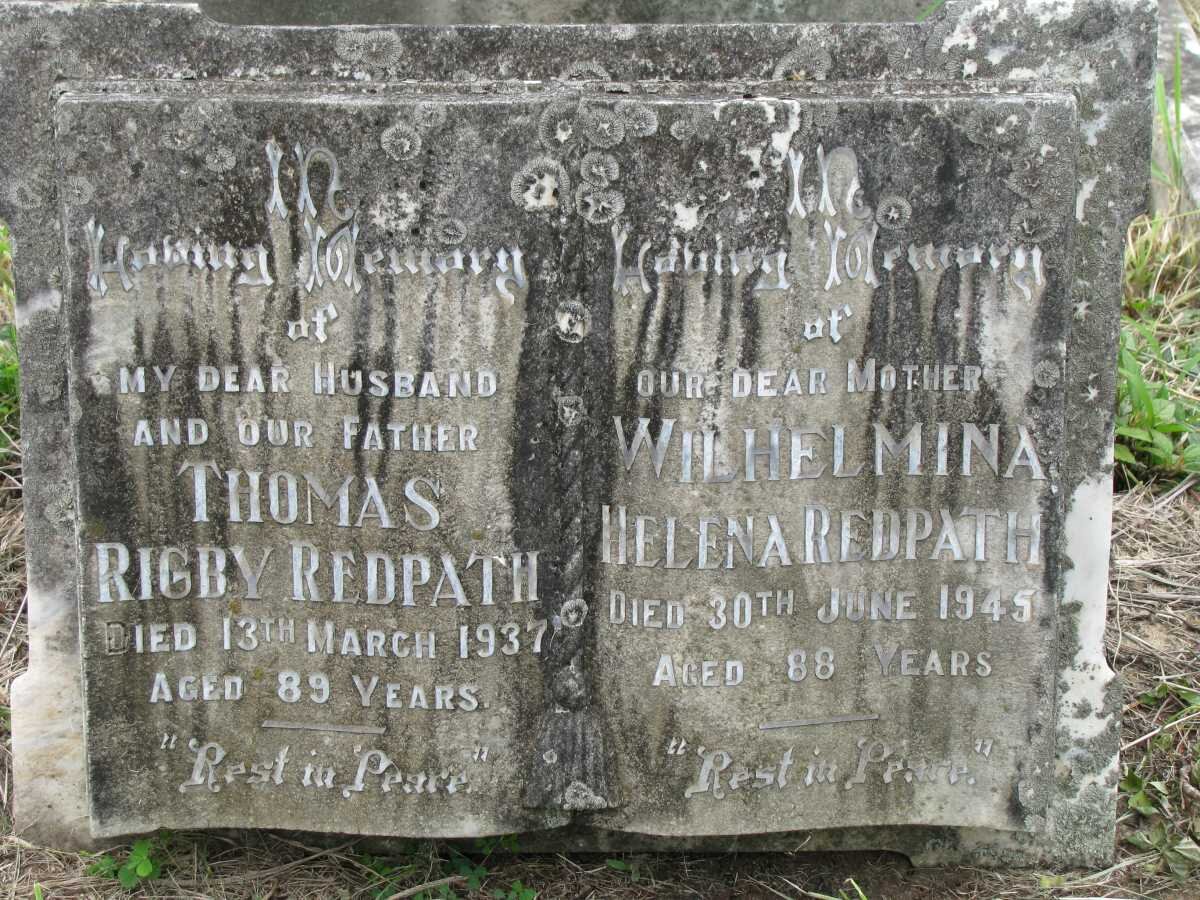 In
Loving Memory
of
MY DEAR HUSBAND
AND OUR FATHER
THOMAS
RIGBY REDPATH
DIED 13TH MARCH 1937
AGED 89 YEARS.
"Rest in Peace."
In
Loving Memory
of
OUR DEAR MOTHER
WILHELMINA
HELENA REDPATH
DIED 30TH JUNE 1945
AGED 88 YEARS
"Rest in Peace."